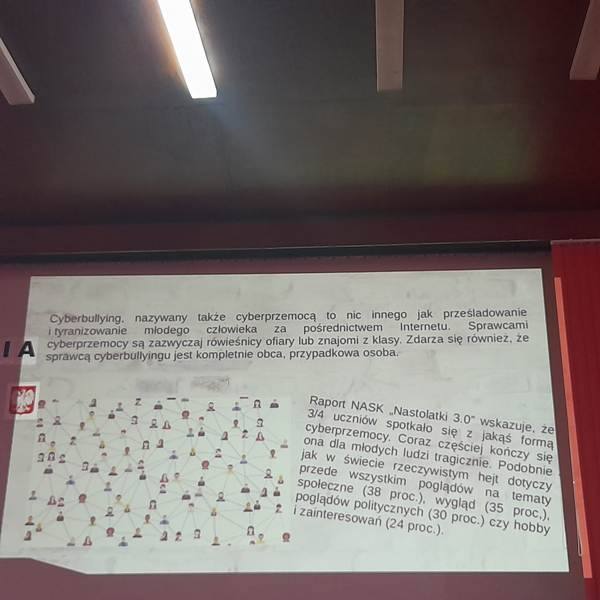 Cyberbullying, nazywany także cyberprzemocą to nic innego jak prześladowanie
i tyranizowanie młodego człowieka za pośrednictwem Internetu. Sprawcami
cyberprzemocy są zazwyczaj rówieśnicy ofiary lub znajomi z klasy. Zdarza się również, że
sprawcą cyberbullyingu jest kompletnie obca, przypadkowa osoba.
I A
Raport NASK „Nastolatki 3.0” wskazuje, że
3/4 uczniów spotkało się z jakąś formą
cyberprzemocy. Coraz częściej kończy się
ona dla młodych ludzi tragicznie. Podobnie
jak w świecie rzeczywistym hejt dotyczy
przede wszystkim poglądów na tematy
społeczne (38 proc.), wygląd (35 proc,),
poglądów politycznych (30 proc.) czy hobby
i zainteresowań (24 proc.).